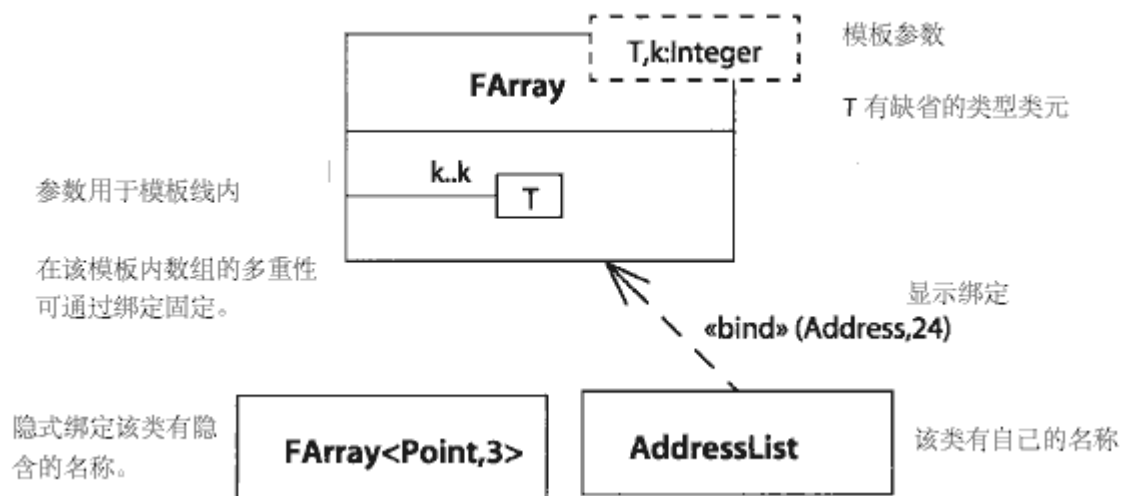 T,k:Integer
模板参数
FArray
T 有缺省的类型类元
k..k
T
参数用于模板线内
在该模板内数组的多重性
可通过绑定固定。
显示绑定
«bind» (Address,24)
隐式绑定该类有隐
含的名称。
FArray<Point,3>
AddressList
该类有自己的名称